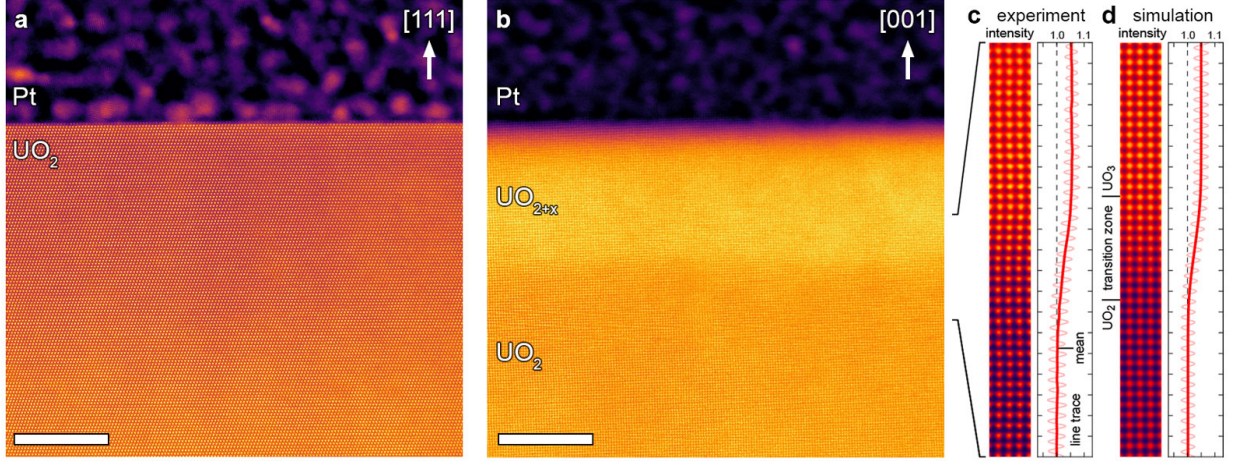 a
[111]
Pt
UO₂
b
[001]
UO₂₊ₓ
UO₂
c experiment
intensity 1.0 1.1
mean
line trace
d simulation
intensity 1.0 1.1
UO₂ | transition zone | UO₃